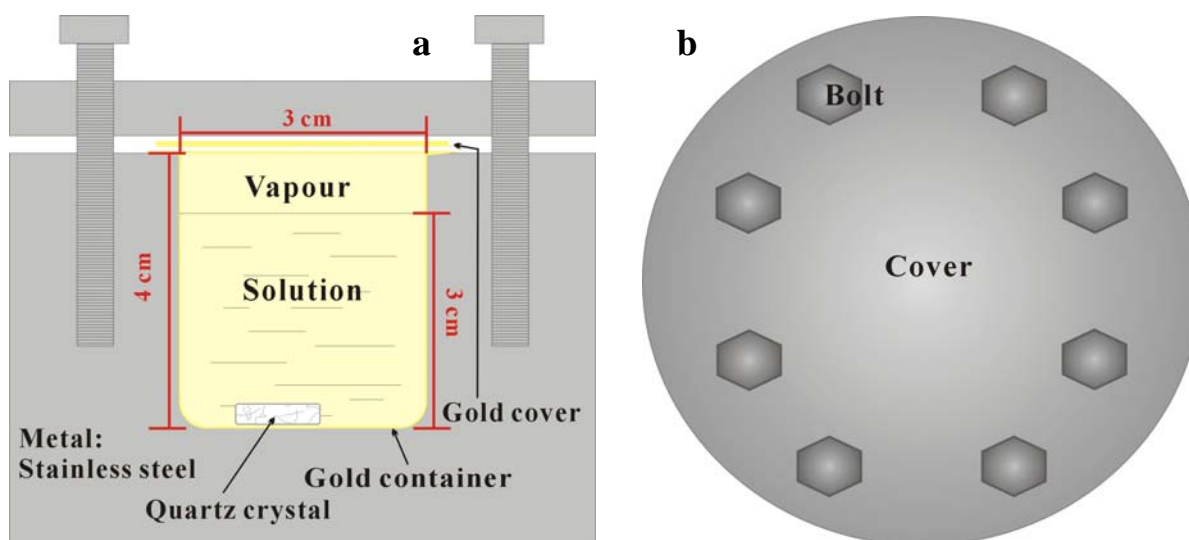 a
3 cm
Vapour
4 cm
Solution
3 cm
Gold cover
Metal:
Stainless steel
Gold container
Quartz crystal
b
Bolt
Cover